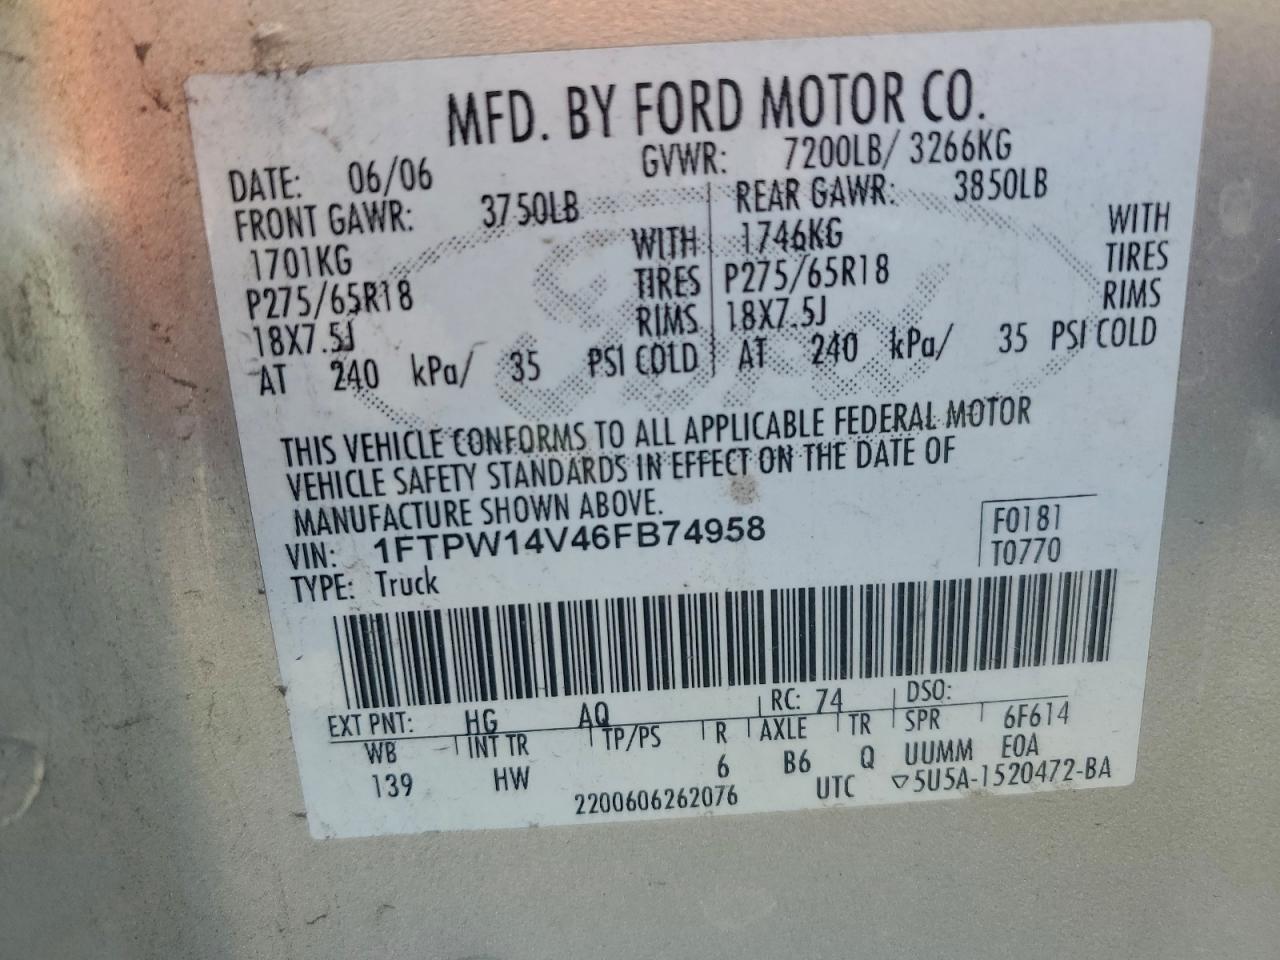 MFD. BY FORD MOTOR CO.
DATE: 06/06 GVWR: 7200LB/ 3266KG
FRONT GAWR: 3750LB REAR GAWR: 3850LB
1701KG WITH 1746KG WITH
P275/65R18 TIRES P275/65R18 TIRES
18X7.5J RIMS 18X7.5J RIMS
AT 240 kPa/ 35 PSI COLD AT 240 kPa/ 35 PSI COLD
THIS VEHICLE CONFORMS TO ALL APPLICABLE FEDERAL MOTOR
VEHICLE SAFETY STANDARDS IN EFFECT ON THE DATE OF
MANUFACTURE SHOWN ABOVE.
VIN: 1FTPW14V46FB74958 F0181
TYPE: Truck T0770
EXT PNT: HG AQ RC: 74 DSO:
WB INT TR TP/PS R AXLE TR SPR 6F614
139 HW 6 B6 Q UUMM E0A
2200606262076 UTC ▽5U5A-1520472-BA